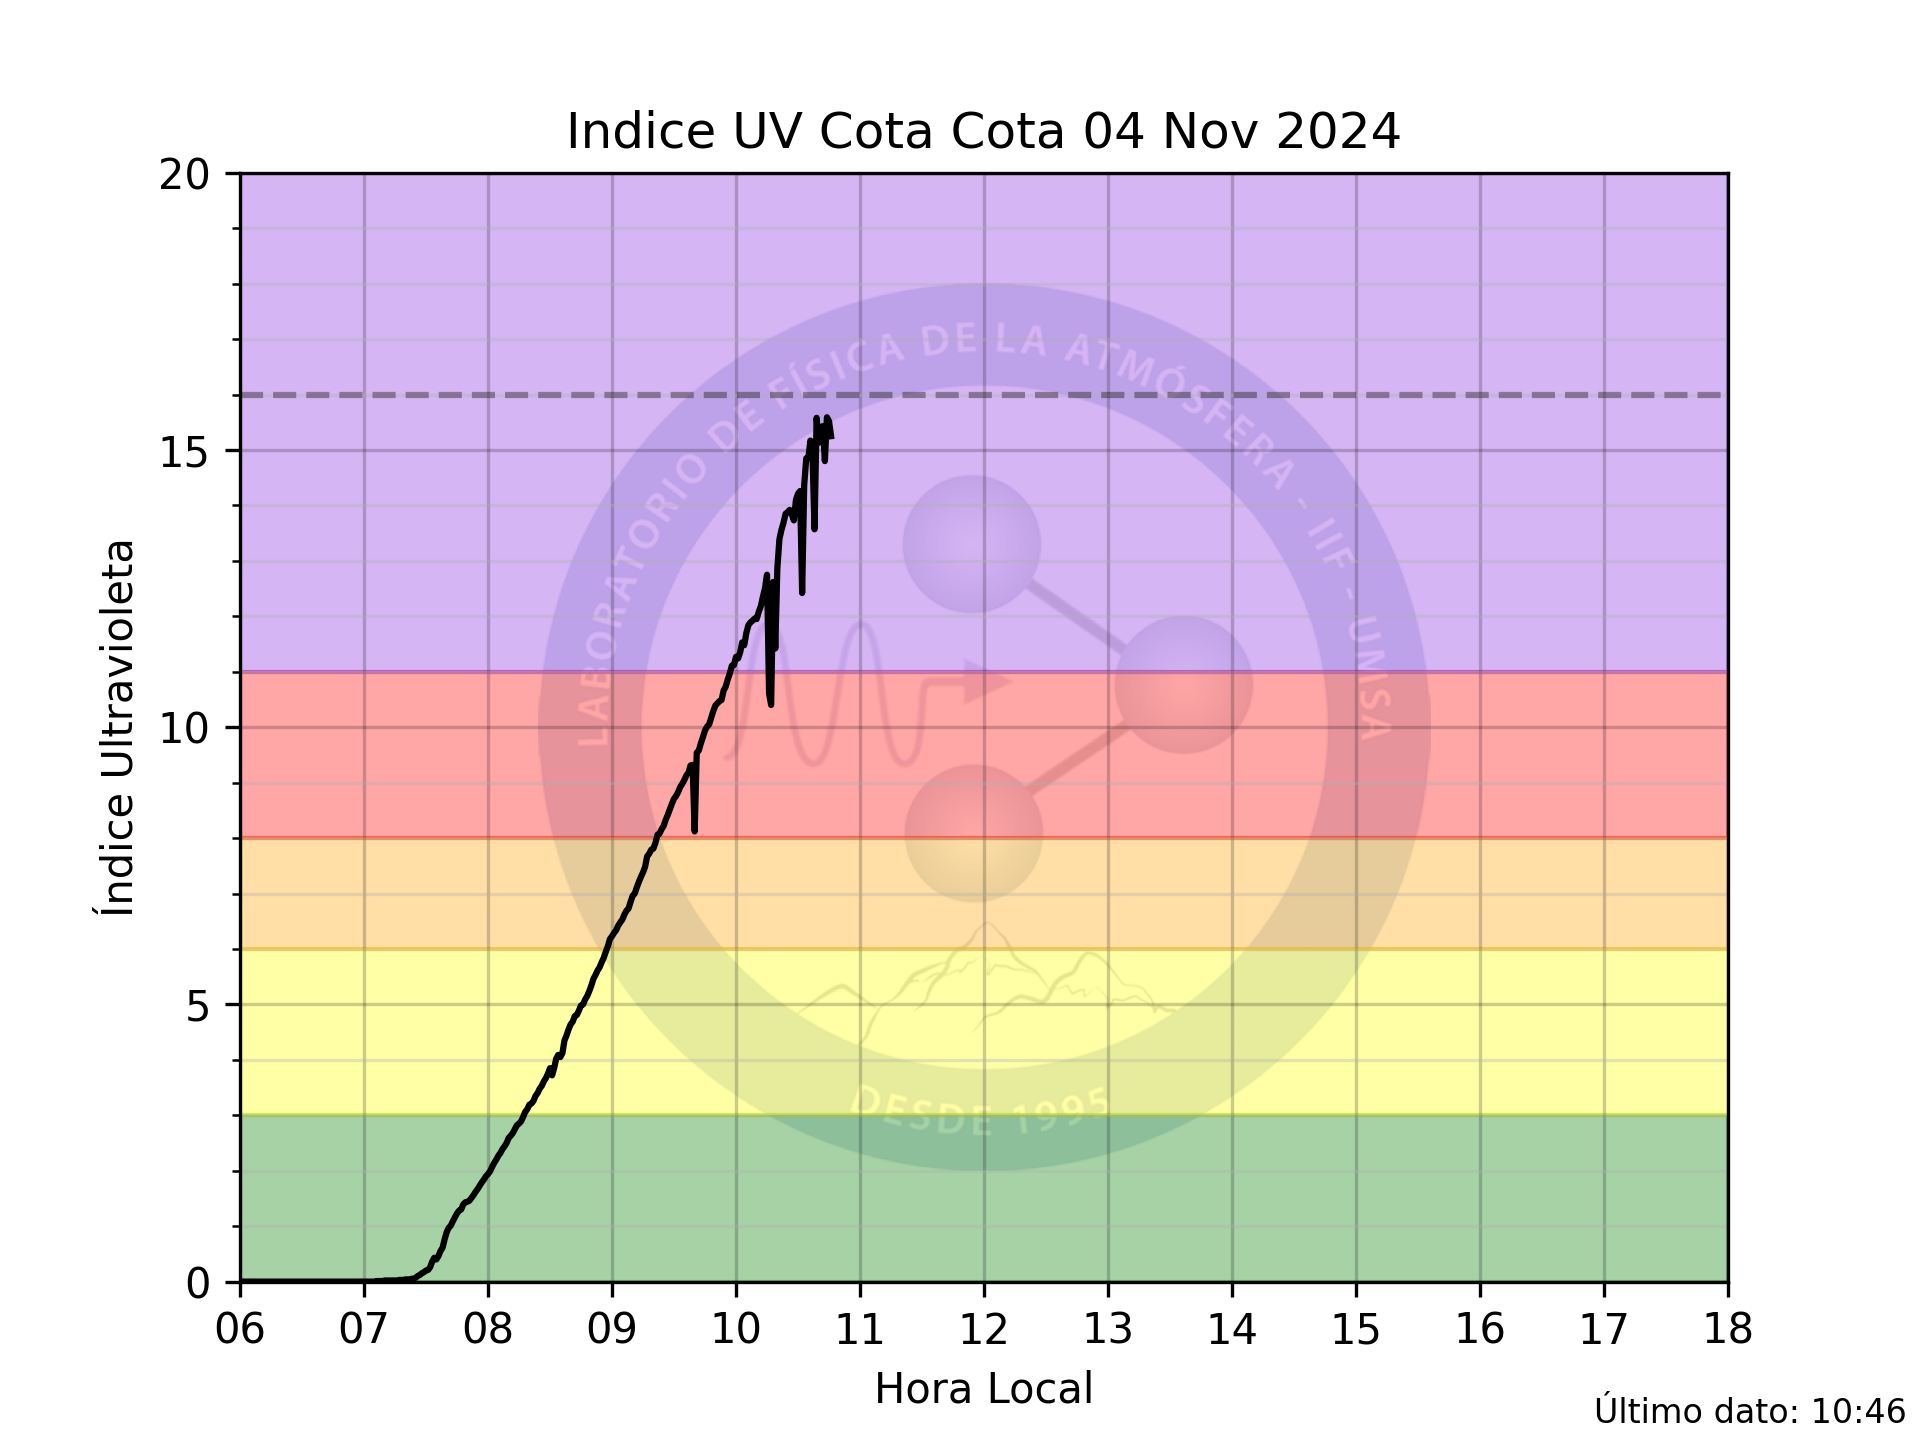 Indice UV Cota Cota 04 Nov 2024
20
15
10
5
0
Índice Ultravioleta
LABORATORIO DE FÍSICA DE LA ATMÓSFERA - IIF - UMSA
DESDE 1995
06 07 08 09 10 11 12 13 14 15 16 17 18
Hora Local
Último dato: 10:46